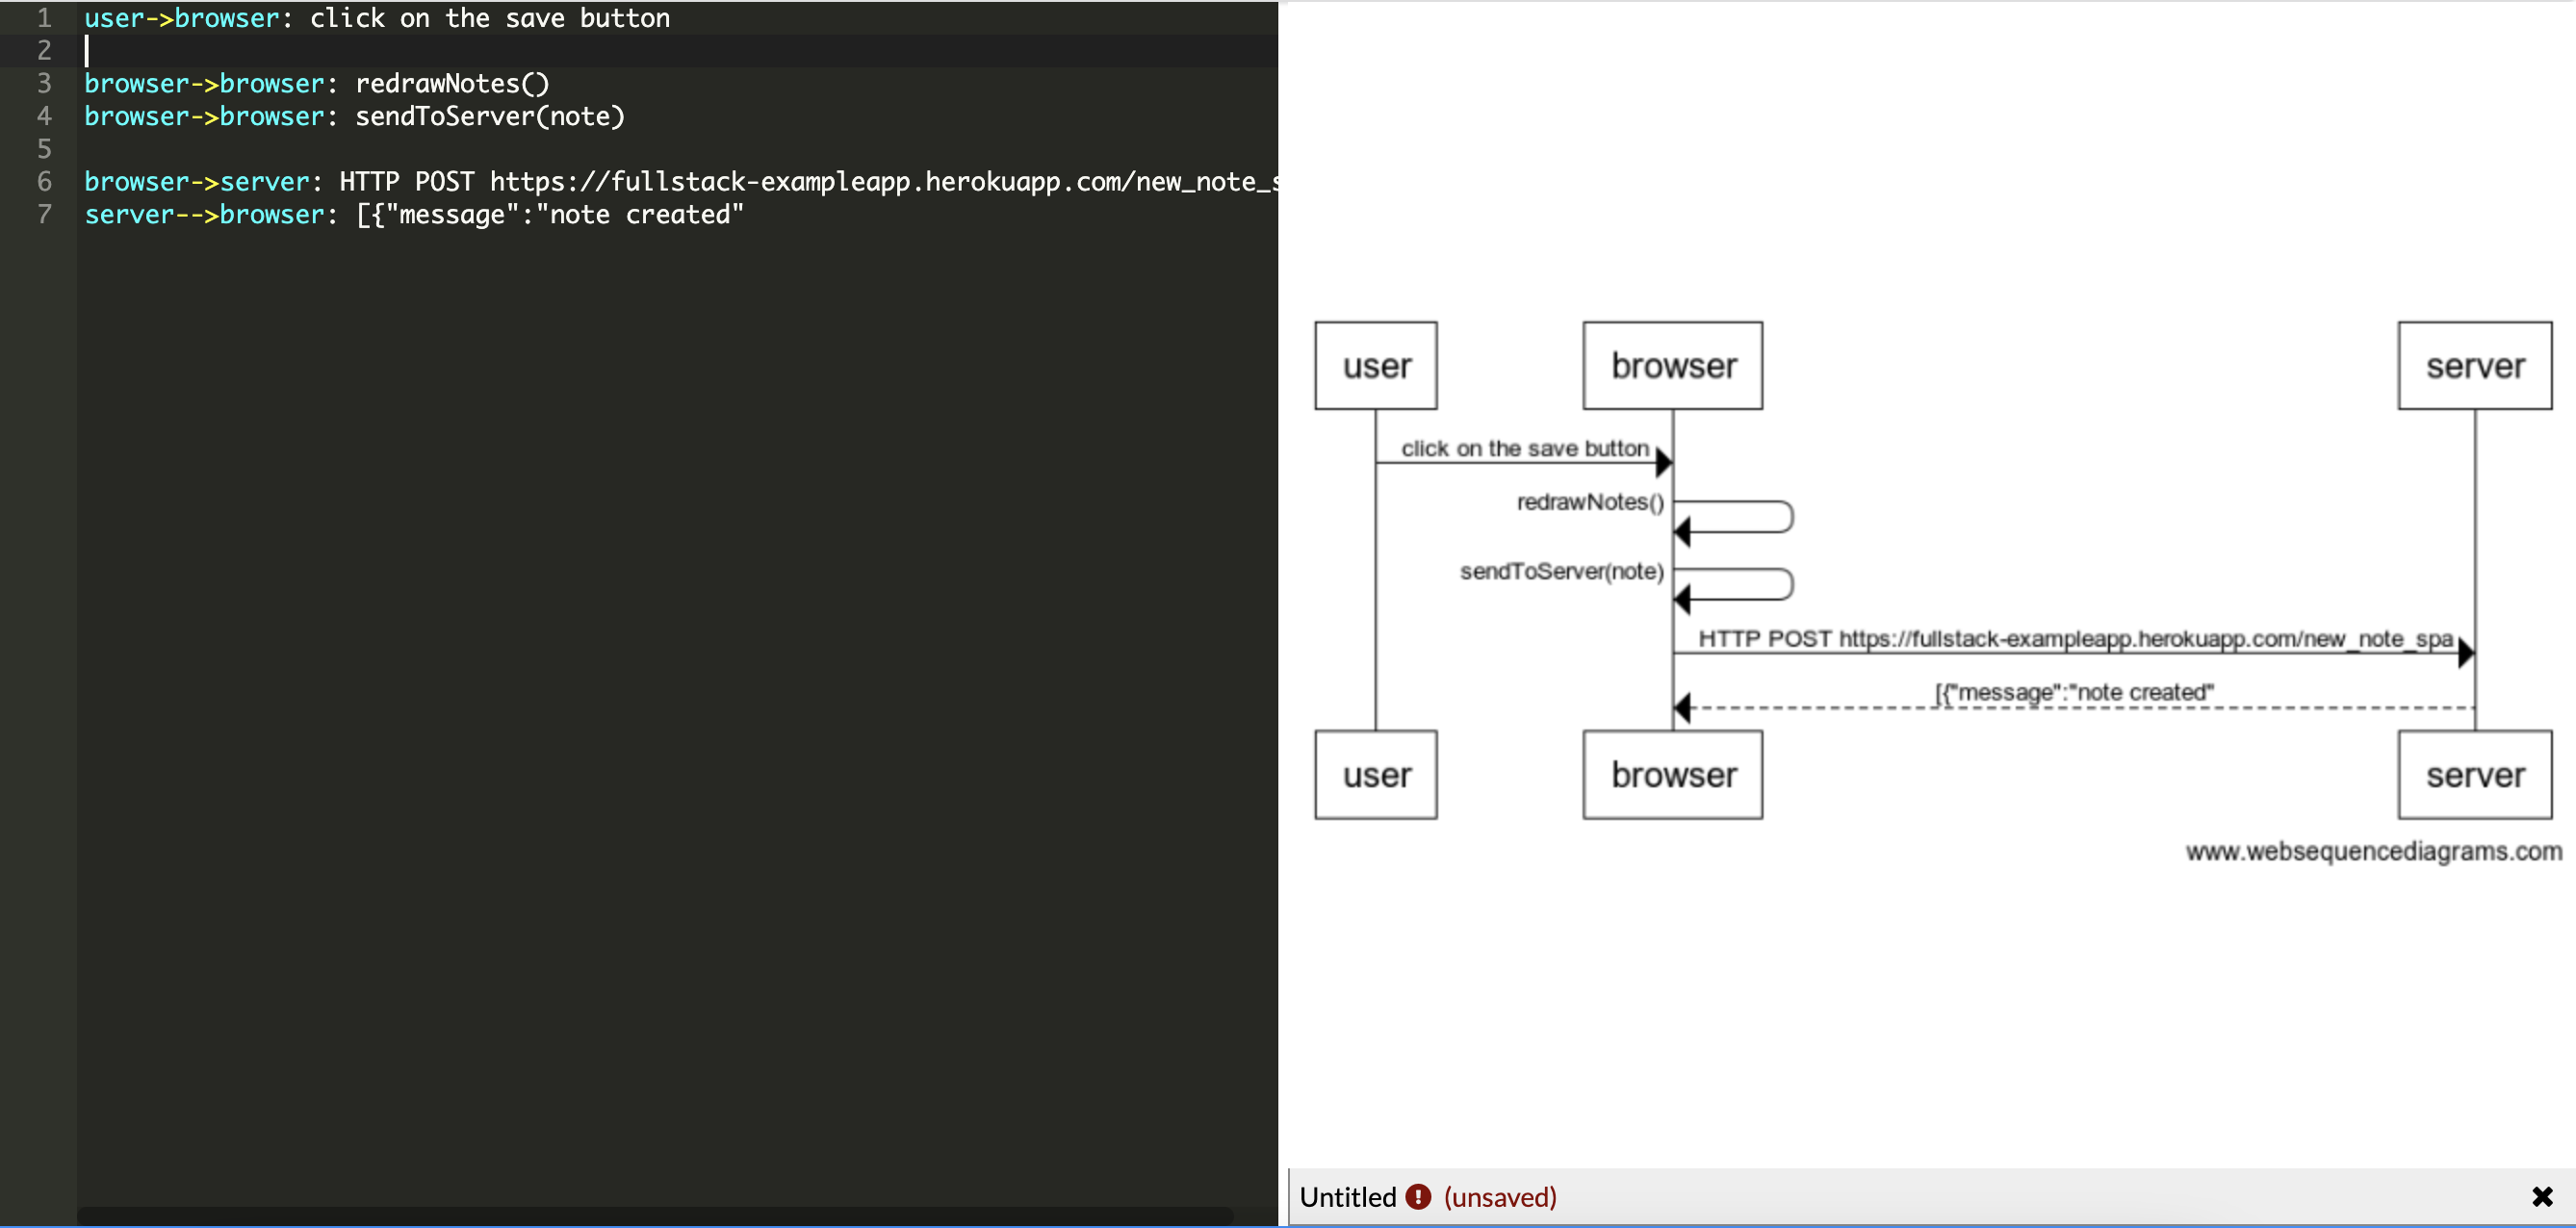 1 user->browser: click on the save button
2
3 browser->browser: redrawNotes()
4 browser->browser: sendToServer(note)
5
6 browser->server: HTTP POST https://fullstack-exampleapp.herokuapp.com/new_note_s
7 server-->browser: [{"message":"note created"
user browser server
click on the save button
redrawNotes()
sendToServer(note)
HTTP POST https://fullstack-exampleapp.herokuapp.com/new_note_spa
[{"message":"note created"
user browser server
www.websequencediagrams.com
Untitled ! (unsaved)